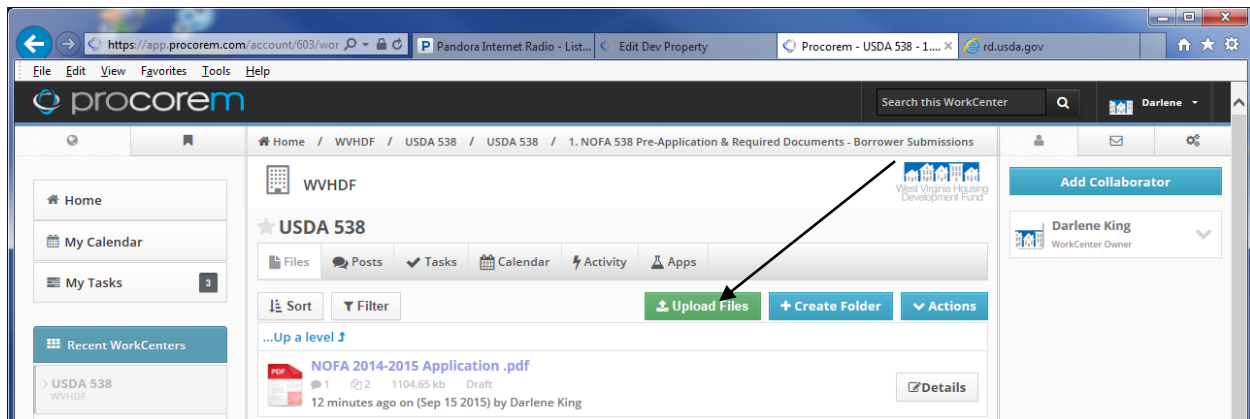 https://app.procorem.com/account/603/wor
Pandora Internet Radio - List...
Edit Dev Property
Procorem - USDA 538 - 1....
rd.usda.gov
File Edit View Favorites Tools Help
procorem
Search this WorkCenter
Darlene
Home / WVHDF / USDA 538 / USDA 538 / 1. NOFA 538 Pre-Application & Required Documents - Borrower Submissions
WVHDF
West Virginia Housing
Development Fund
Add Collaborator
Home
USDA 538
Darlene King
WorkCenter Owner
My Calendar
Files Posts Tasks Calendar Activity Apps
My Tasks 3
Sort Filter Upload Files + Create Folder Actions
...Up a level
Recent WorkCenters
PDF
NOFA 2014-2015 Application .pdf
1 2 1104.65 kb Draft
Details
> USDA 538
WVHDF
12 minutes ago on (Sep 15 2015) by Darlene King